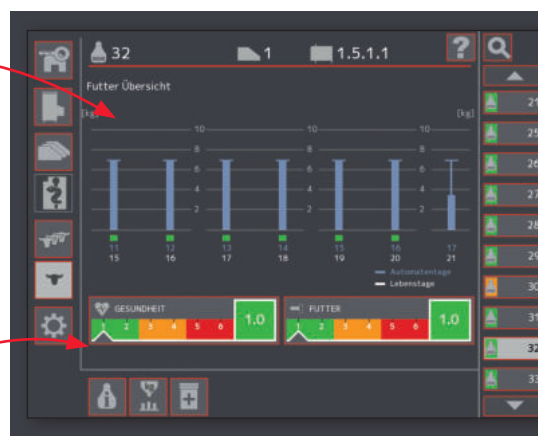 32 1 1.5.1.1 ?
Futter Übersicht
[kg] [kg]
10 10 10
8 8 8
6 6 6
4 4 4
2 2 2
11 12 13 14 15 16 17
15 16 17 18 19 20 21
Automatentage
Lebenstage
GESUNDHEIT 1.0
1 2 3 4 5 6
FUTTER 1.0
1 2 3 4 5 6
21
25
26
27
28
29
30
31
32
33